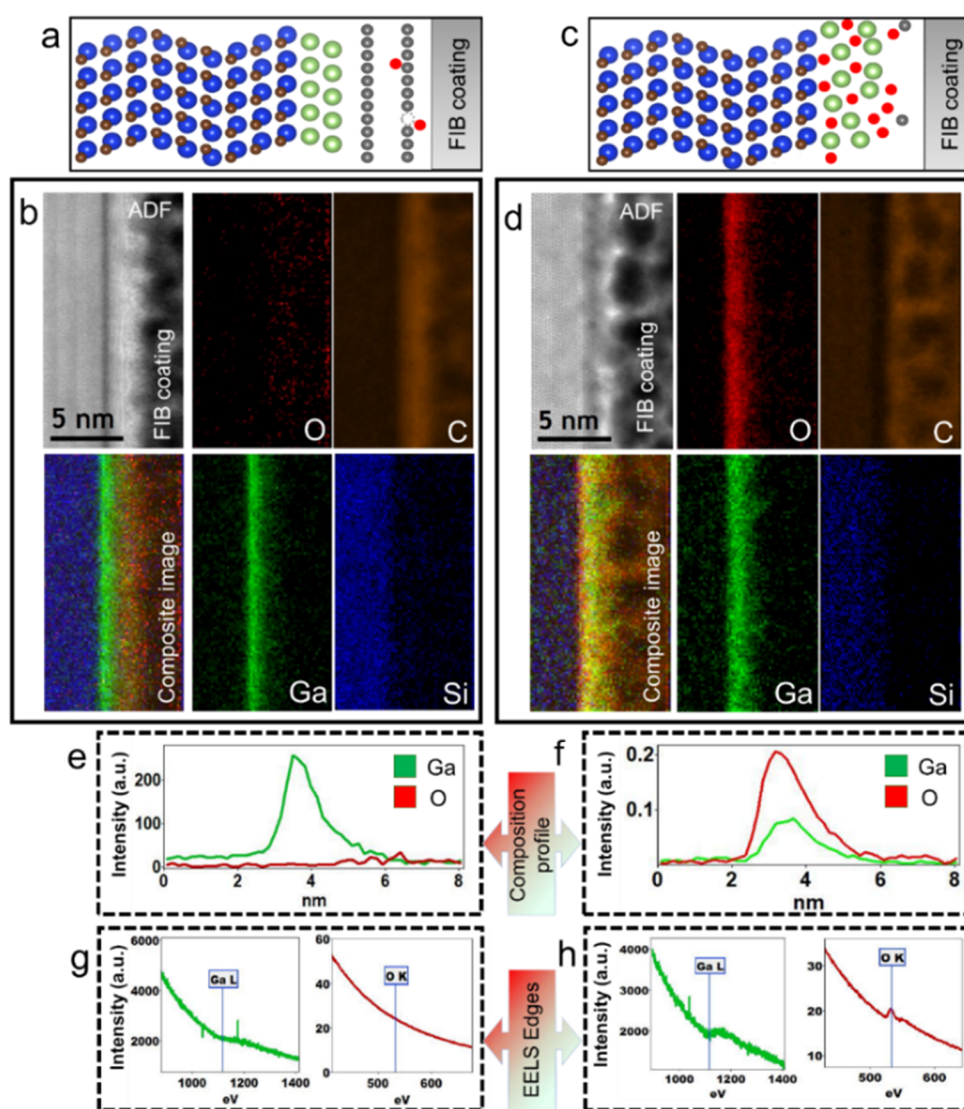 a
FIB coating
c
FIB coating
b
ADF
FIB coating
5 nm
O
C
Composite image
Ga
Si
d
ADF
FIB coating
5 nm
O
C
Composite image
Ga
Si
e
Intensity (a.u.)
200
100
0
0
2
4
6
8
nm
Ga
O
Composition
profile
f
Intensity (a.u.)
0.2
0.1
0
2
4
6
8
nm
Ga
O
g
Intensity (a.u.)
6000
4000
2000
Ga L
1000
1200
1400
eV
60
40
20
0
O K
500
600
eV
EELS Edges
h
Intensity (a.u.)
4000
3000
2000
Ga L
1000
1200
1400
eV
30
20
10
O K
500
600
eV